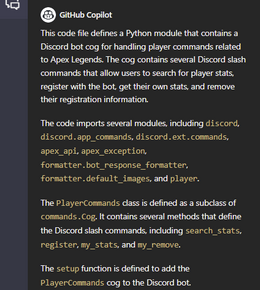 GitHub Copilot
This code file defines a Python module that contains a
Discord bot cog for handling player commands related
to Apex Legends. The cog contains several Discord slash
commands that allow users to search for player stats,
register with the bot, get their own stats, and remove
their registration information.
The code imports several modules, including discord,
discord.app_commands, discord.ext.commands,
apex_api, apex_exception,
formatter.bot_response_formatter,
formatter.default_images, and player.
The PlayerCommands class is defined as a subclass of
commands.Cog. It contains several methods that define
the Discord slash commands, including search_stats,
register, my_stats, and my_remove.
The setup function is defined to add the
PlayerCommands cog to the Discord bot.